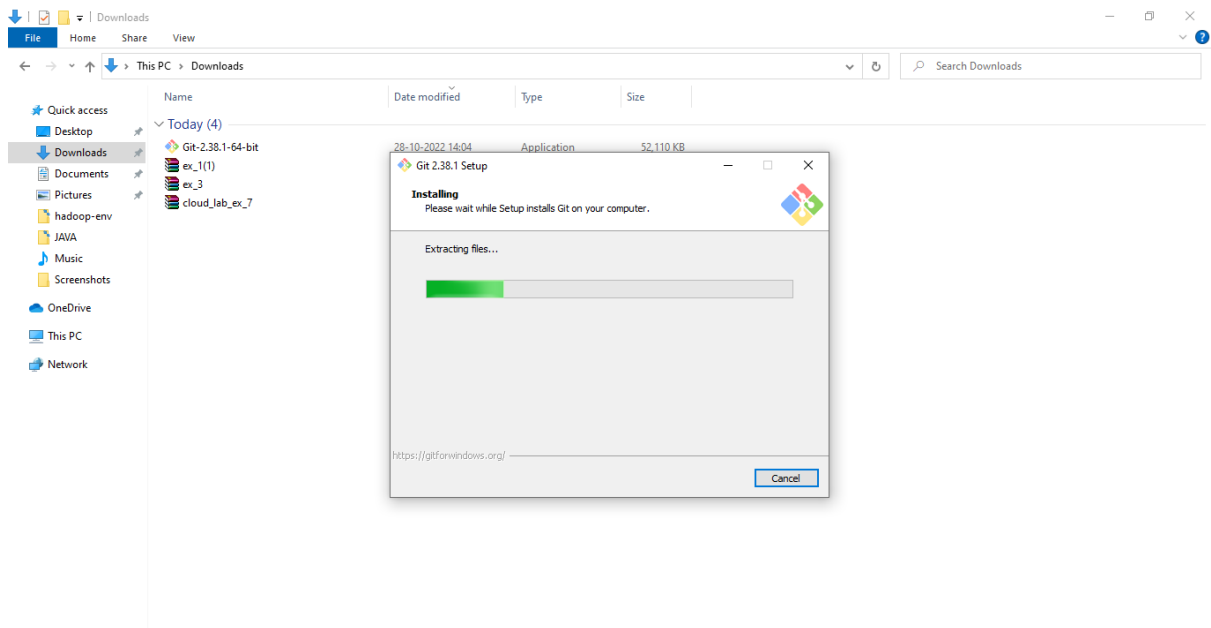 Downloads
File Home Share View
This PC > Downloads
Search Downloads
Name Date modified Type Size
Quick access
Desktop
Downloads
Documents
Pictures
hadoop-env
JAVA
Music
Screenshots
OneDrive
This PC
Network
Today (4)
Git-2.38.1-64-bit 28-10-2022 14:04 Application 52,110 KB
ex_1(1)
ex_3
cloud_lab_ex_7
Git 2.38.1 Setup
Installing
Please wait while Setup installs Git on your computer.
Extracting files...
https://gitforwindows.org/
Cancel